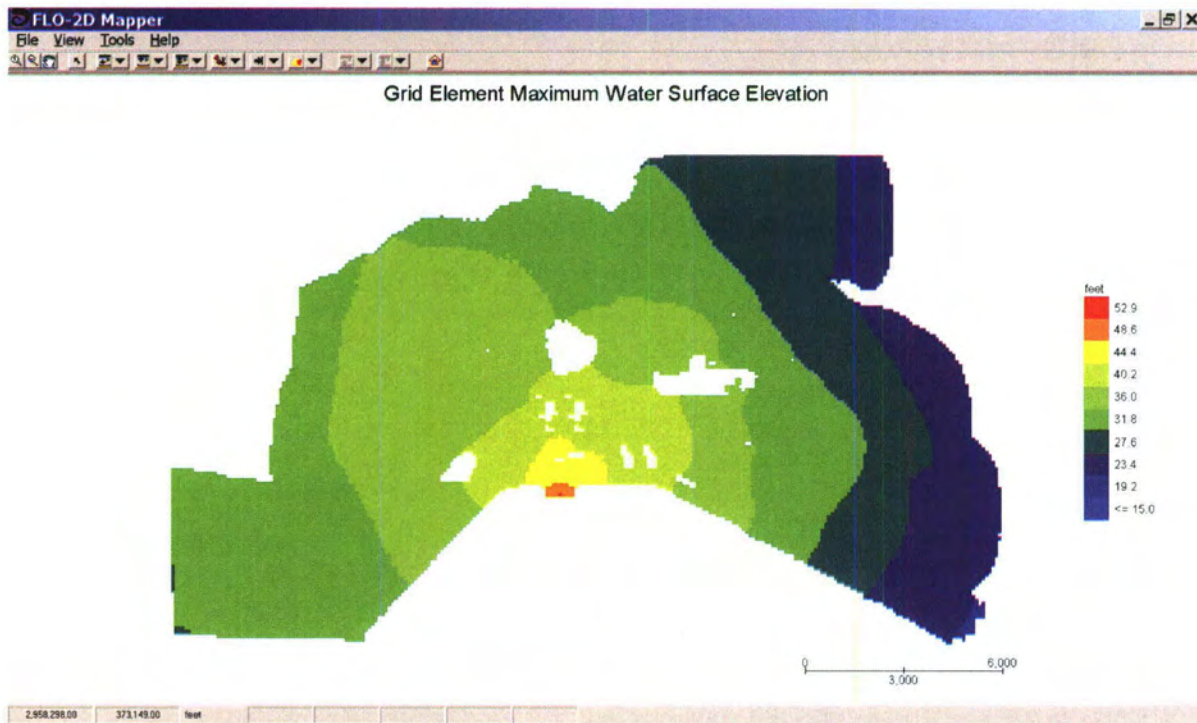 FLO-2D Mapper
File View Tools Help
Grid Element Maximum Water Surface Elevation
feet
52.9
48.6
44.4
40.2
36.0
31.8
27.6
23.4
19.2
<= 15.0
0 6,000
3,000
2,958,298.00 373,149.00 feet